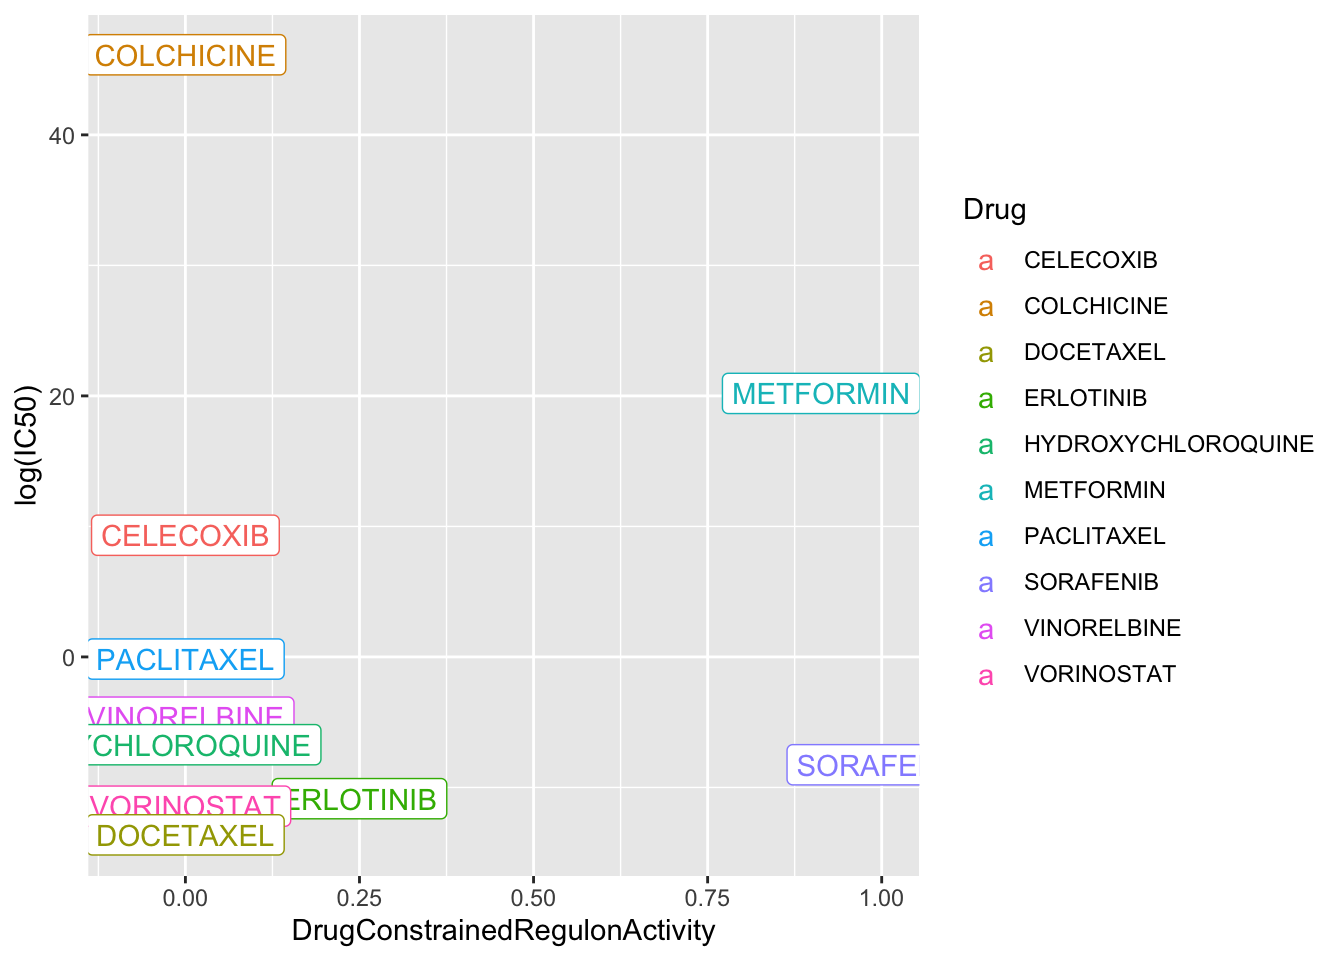 COLCHICINE
40
METFORMIN
20
CELECOXIB
PACLITAXEL
0
VINORELBINE
YCHLOROQUINE
SORAFE
ERLOTINIB
VORINOSTAT
DOCETAXEL
0.00 0.25 0.50 0.75 1.00
DrugConstrainedRegulonActivity
log(IC50)
Drug
a CELECOXIB
a COLCHICINE
a DOCETAXEL
a ERLOTINIB
a HYDROXYCHLOROQUINE
a METFORMIN
a PACLITAXEL
a SORAFENIB
a VINORELBINE
a VORINOSTAT